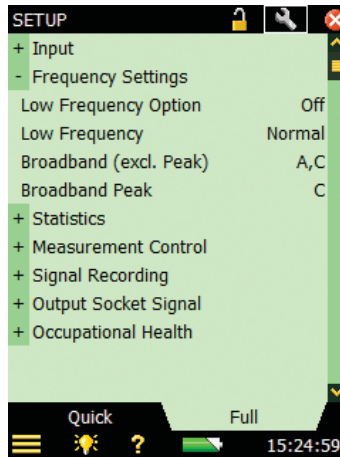 SETUP
+ Input
- Frequency Settings
Low Frequency Option Off
Low Frequency Normal
Broadband (excl. Peak) A,C
Broadband Peak C
+ Statistics
+ Measurement Control
+ Signal Recording
+ Output Socket Signal
+ Occupational Health
Quick Full
? 15:24:59